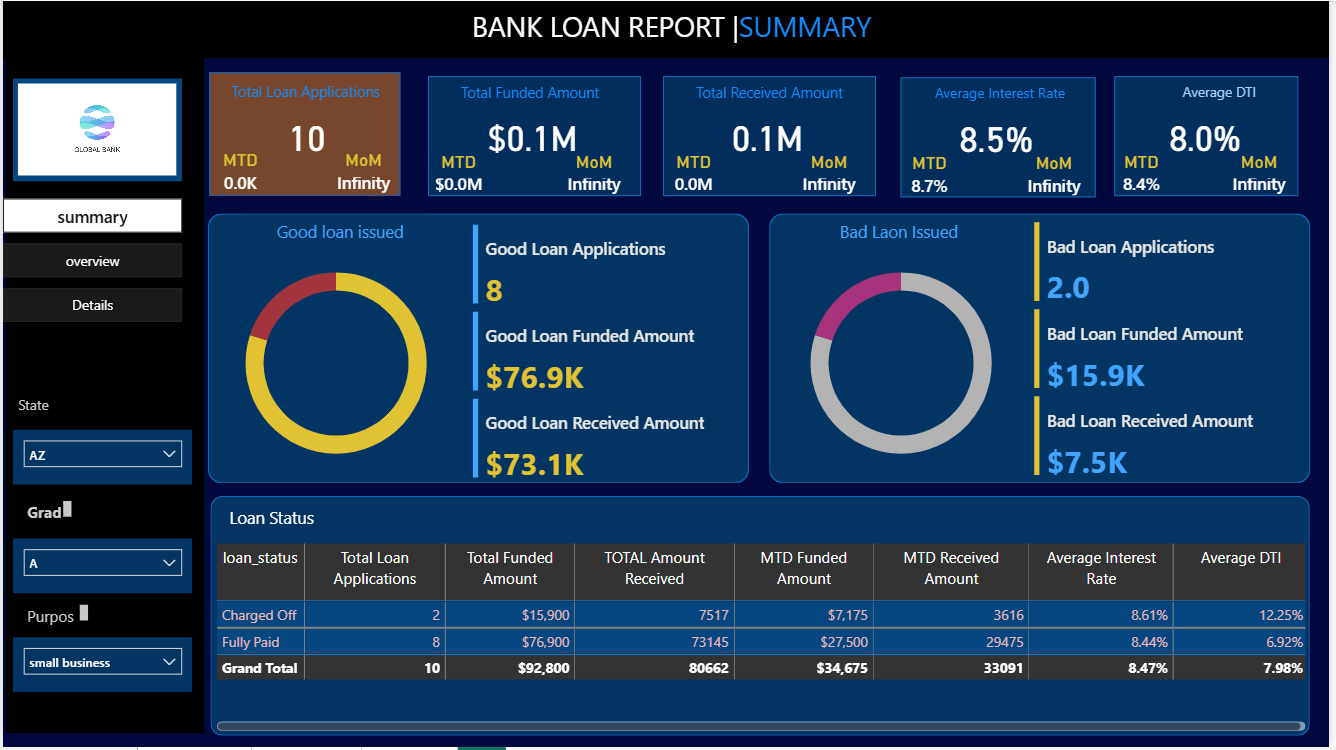 BANK LOAN REPORT |SUMMARY
GLOBAL BANK
summary
overview
Details
State
AZ
Grad
A
Purpos
small business
Total Loan Applications
10
MTD MoM
0.0K Infinity
Total Funded Amount
$0.1M
MTD MoM
$0.0M Infinity
Total Received Amount
0.1M
MTD MoM
0.0M Infinity
Average Interest Rate
8.5%
MTD MoM
8.7% Infinity
Average DTI
8.0%
MTD MoM
8.4% Infinity
Good loan issued
Good Loan Applications
8
Good Loan Funded Amount
$76.9K
Good Loan Received Amount
$73.1K
Bad Laon Issued
Bad Loan Applications
2.0
Bad Loan Funded Amount
$15.9K
Bad Loan Received Amount
$7.5K
Loan Status
loan_status Total Loan Applications Total Funded Amount TOTAL Amount Received MTD Funded Amount MTD Received Amount Average Interest Rate Average DTI
Charged Off 2 $15,900 7517 $7,175 3616 8.61% 12.25%
Fully Paid 8 $76,900 73145 $27,500 29475 8.44% 6.92%
Grand Total 10 $92,800 80662 $34,675 33091 8.47% 7.98%